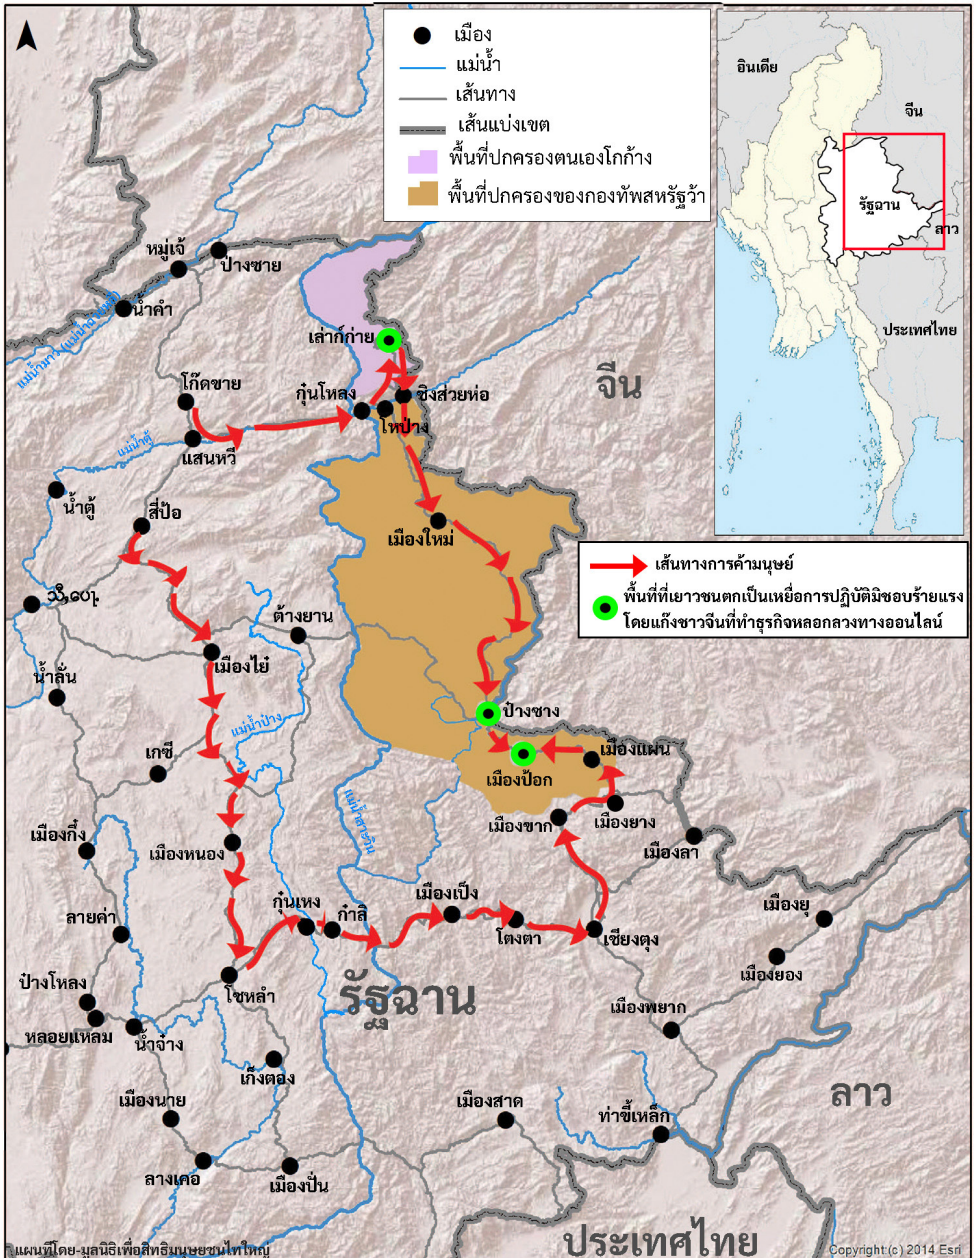 เมือง
แม่น้ำ
เส้นทาง
เส้นแบ่งเขต
พื้นที่ปกครองตนเองโกก้าง
พื้นที่ปกครองของกองทัพสหรัฐว้า
อินเดีย
จีน
รัฐฉาน
ลาว
ประเทศไทย
หมู่เจ้
ป่างซาย
น้ำคำ
เล่าก์ก่าย
จีน
โก๊ดขาย
กุ๋นโหลง
ชิงส่วยห่อ
โหป่าง
แม่น้ำตู้
แสนหวี
น้ำตู้
สี่ป้อ
เมืองใหม่
เส้นทางการค้ามนุษย์
พื้นที่ที่เยาวชนตกเป็นเหยื่อการปฏิบัติมิชอบร้ายแรง
โดยแก๊งชาวจีนที่ทำธุรกิจหลอกลวงทางออนไลน์
ต้างยาน
เมืองไย๋
น้ำลั่น
ป๋างซาง
แม่น้ำป๋าง
เมืองแผ่น
เกซี
เมืองป้อก
แม่น้ำสาละวิน
เมืองขาก
เมืองยาง
เมืองกึ๋ง
เมืองหนอง
เมืองลา
เมืองเป็ง
กุ๋นเหง
ก๋าลิ
ลายค่า
เมืองยุ
โตงตา
เชียงตุง
เมืองยอง
ป๋างโหลง
โซหลำ
รัฐฉาน
เมืองพยาก
หลอยแหลม
น้ำจ๋าง
เก็งตอง
ลาว
เมืองนาย
เมืองสาด
ท่าขี้เหล็ก
ลางเคอ
เมืองปั่น
ประเทศไทย
แผนที่โดย-มูลนิธิเพื่อสิทธิมนุษยชนไทใหญ่
Copyright:(c) 2014 Esri